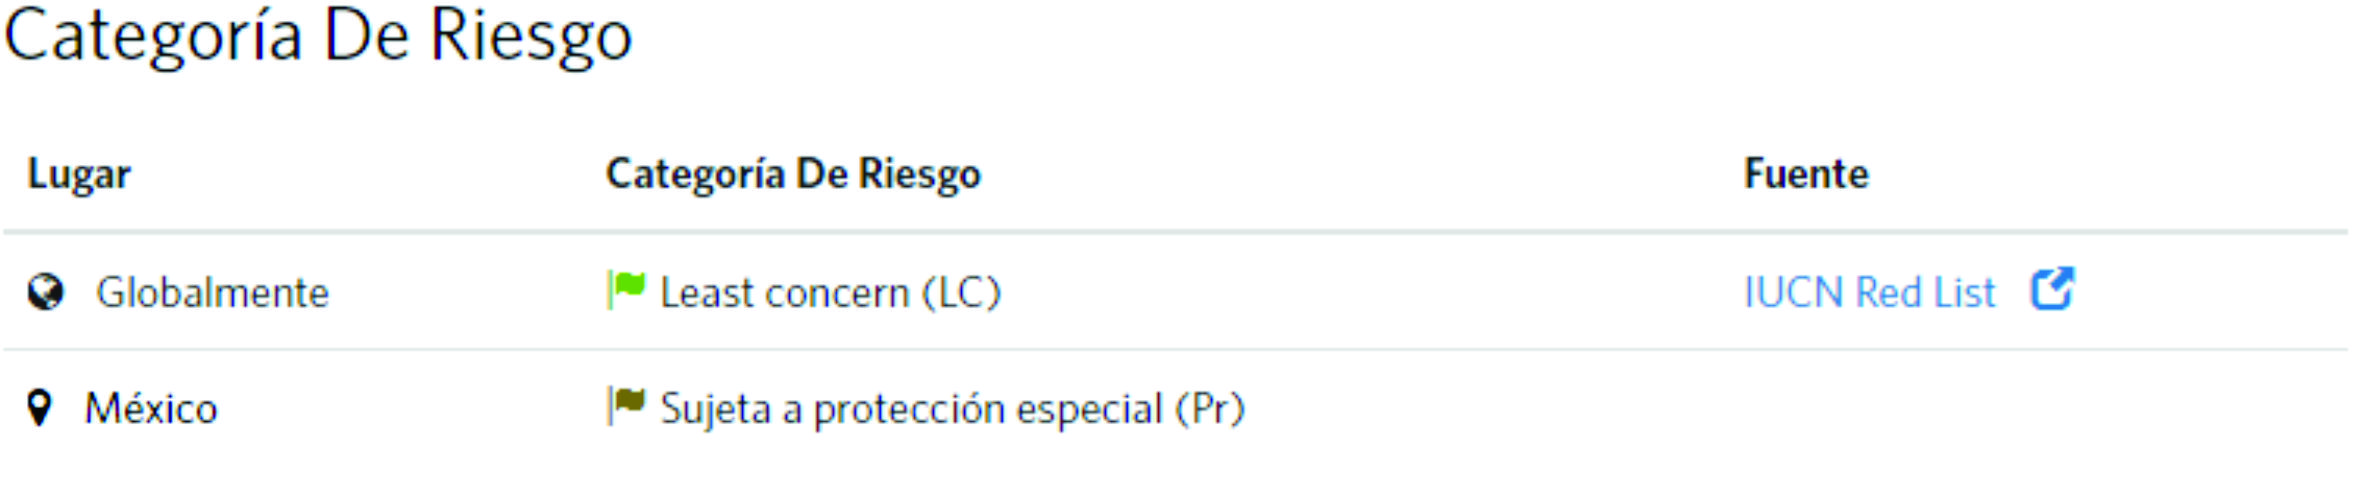 Categoría De Riesgo
Lugar Categoría De Riesgo Fuente
Globalmente Least concern (LC) IUCN Red List
México Sujeta a protección especial (Pr)